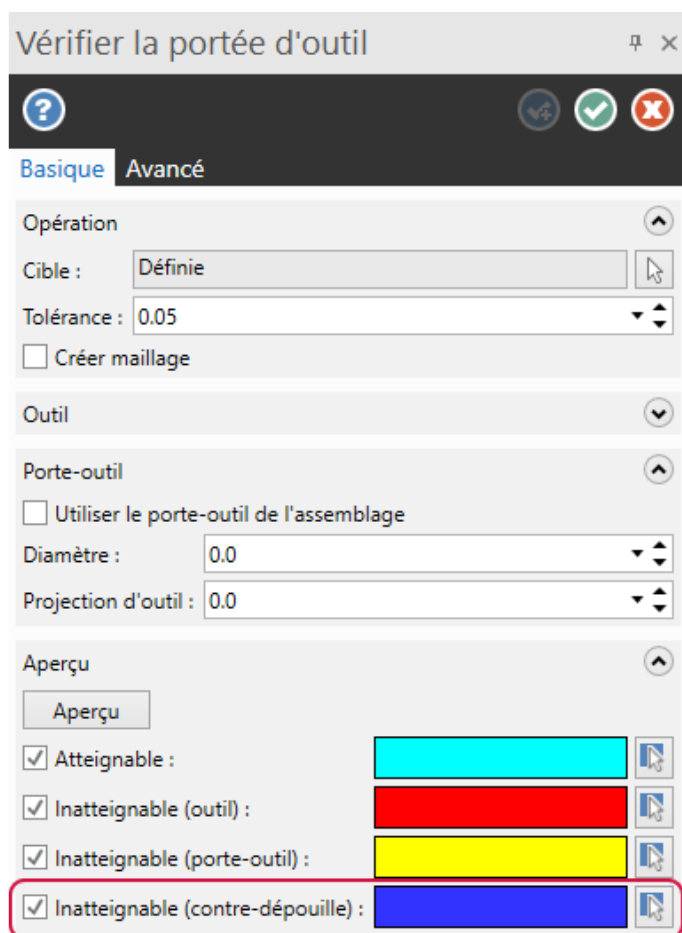 Vérifier la portée d'outil
Basique Avancé
Opération
Cible : Définie
Tolérance : 0.05
Créer maillage
Outil
Porte-outil
Utiliser le porte-outil de l'assemblage
Diamètre : 0.0
Projection d'outil : 0.0
Aperçu
Aperçu
Atteignable :
Inatteignable (outil) :
Inatteignable (porte-outil) :
Inatteignable (contre-dépouille) :